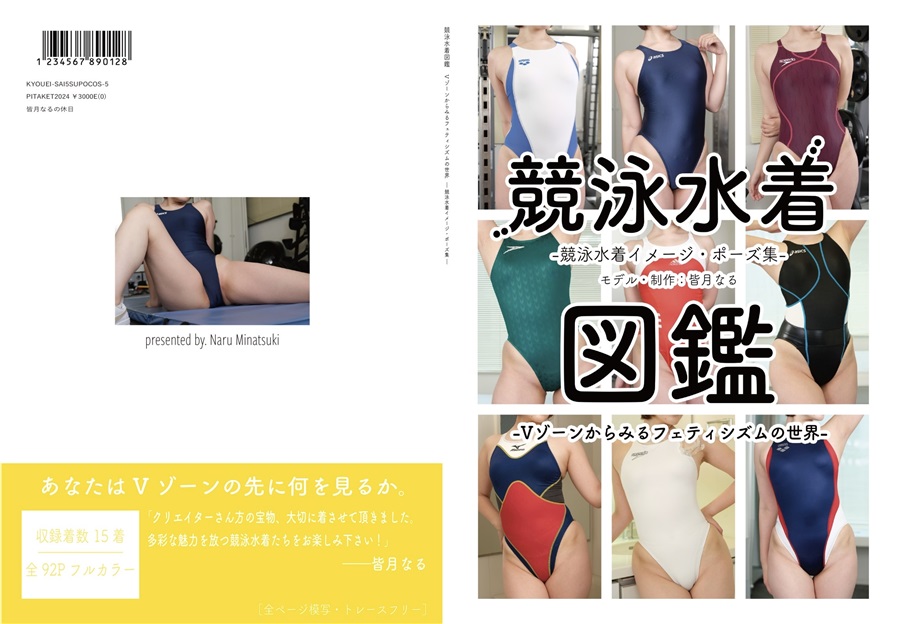 1 234567 890128
KYOUEI-SAI5SUPOCOS-5
PITAKET2024 ¥3000E(0)
皆月なるの休日
presented by. Naru Minatsuki
あなたは V ゾーンの先に何を見るか。
収録着数 15 着
全 92P フルカラー
「クリエイターさん方の宝物、大切に着させて頂きました。
多彩な魅力を放つ競泳水着たちをお楽しみ下さい！」
――皆月なる
［全ページ模写・トレースフリー］
競泳水着図鑑 Vゾーンからみるフェティシズムの世界 ―競泳水着イメージ・ポーズ集―
arena
asics
speedo
競泳水着
-競泳水着イメージ・ポーズ集-
モデル・制作：皆月なる
図鑑
-Vゾーンからみるフェティシズムの世界-